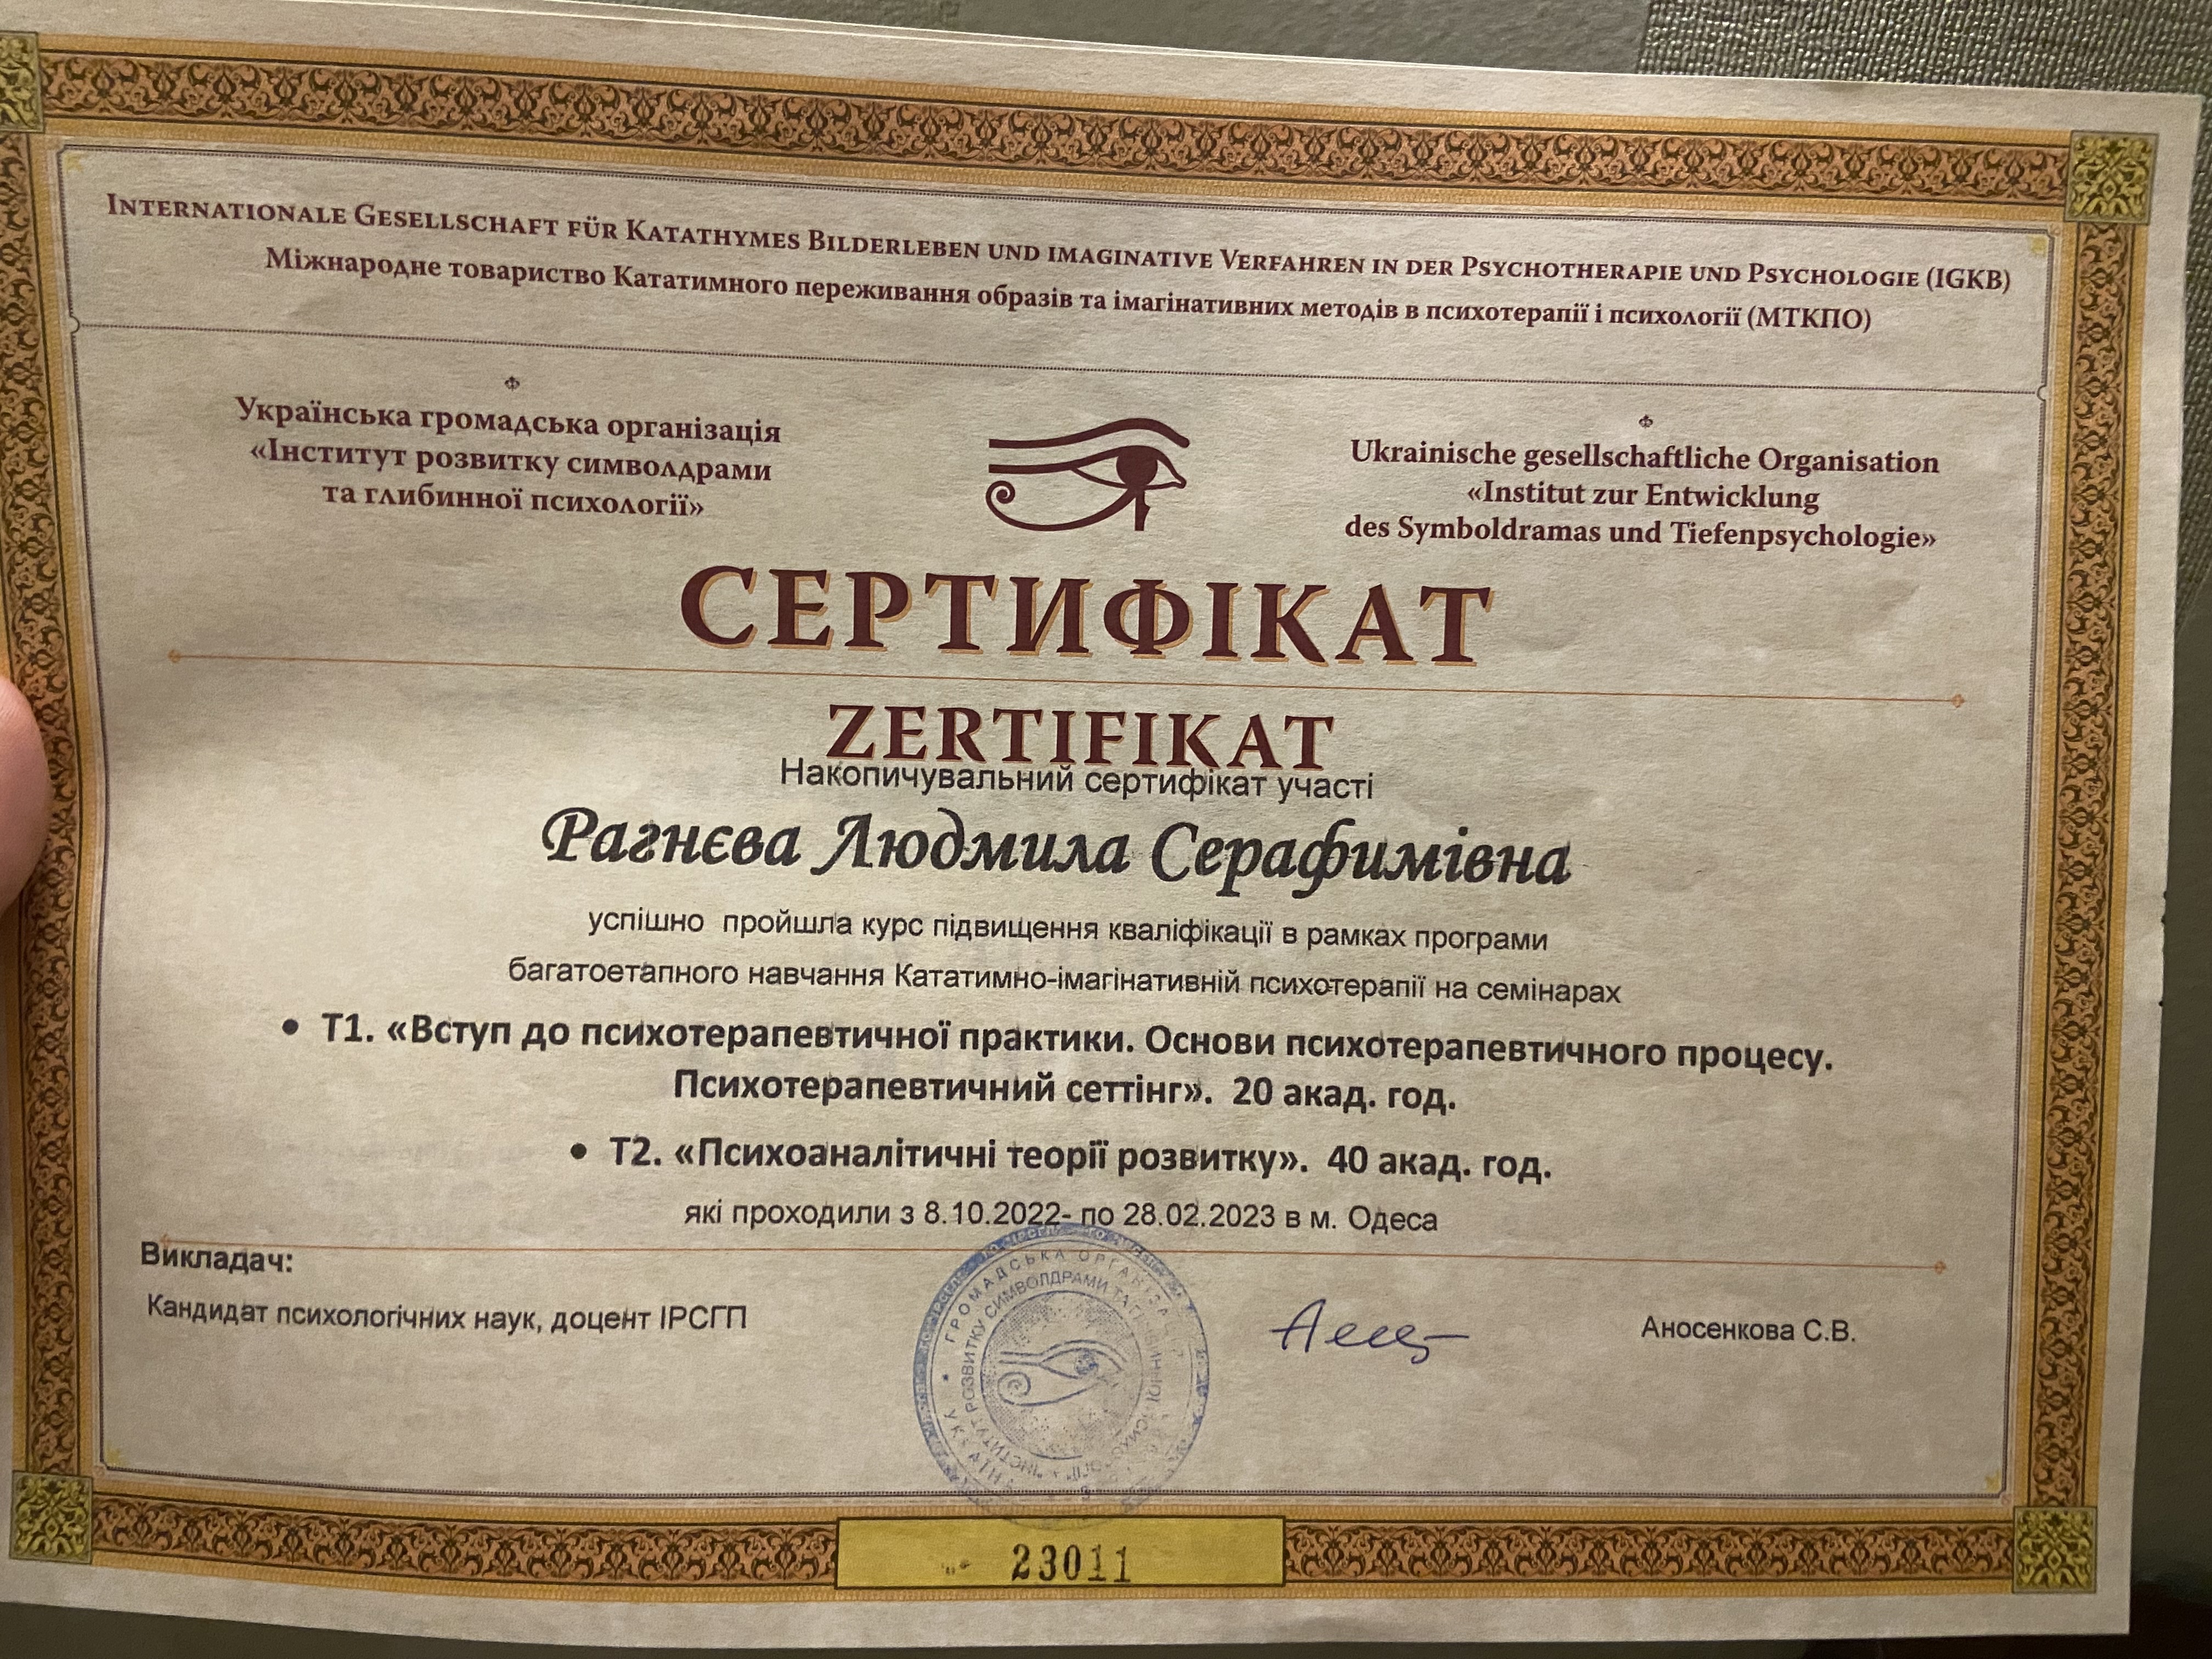 Internationale Gesellschaft für Katathymes Bilderleben und imaginative Verfahren in der Psychotherapie und Psychologie (IGKB)
Міжнародне товариство Кататимного переживання образів та імагінативних методів в психотерапії і психології (МТКПО)
Українська громадська організація
«Інститут розвитку символдрами
та глибинної психології»
Ukrainische gesellschaftliche Organisation
«Institut zur Entwicklung
des Symboldramas und Tiefenpsychologie»
СЕРТИФІКАТ
ZERTIFIKAT
Накопичувальний сертифікат участі
Рагнєва Людмила Серафимівна
успішно пройшла курс підвищення кваліфікації в рамках програми
багатоетапного навчання Кататимно-імагінативній психотерапії на семінарах
• Т1. «Вступ до психотерапевтичної практики. Основи психотерапевтичного процесу.
Психотерапевтичний сеттінг». 20 акад. год.
• Т2. «Психоаналітичні теорії розвитку». 40 акад. год.
які проходили з 8.10.2022- по 28.02.2023 в м. Одеса
Викладач:
Кандидат психологічних наук, доцент ІРСГП
Аносенкова С.В.
ГРОМАДСЬКА
РОЗВИТКУ СИМВОЛДРАМИ ТА
23011